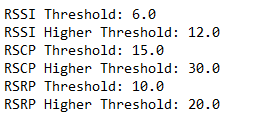 RSSI Threshold: 6.0
RSSI Higher Threshold: 12.0
RSCP Threshold: 15.0
RSCP Higher Threshold: 30.0
RSRP Threshold: 10.0
RSRP Higher Threshold: 20.0